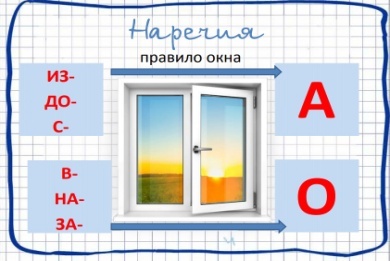 Наречия
правило окна
ИЗ-
ДО-
С-
А
В-
НА-
ЗА-
О